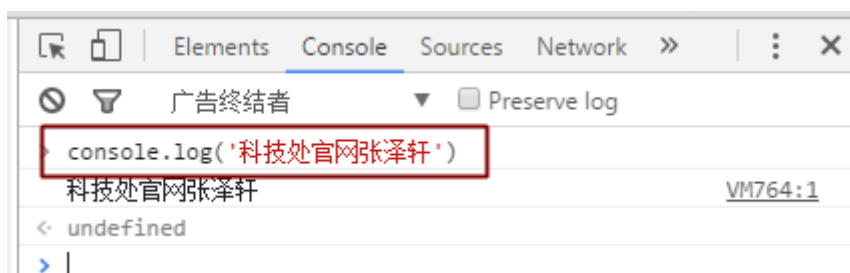 Elements Console Sources Network »
广告终结者 ▼ Preserve log
> console.log('科技处官网张泽轩')
科技处官网张泽轩 VM764:1
<· undefined
>